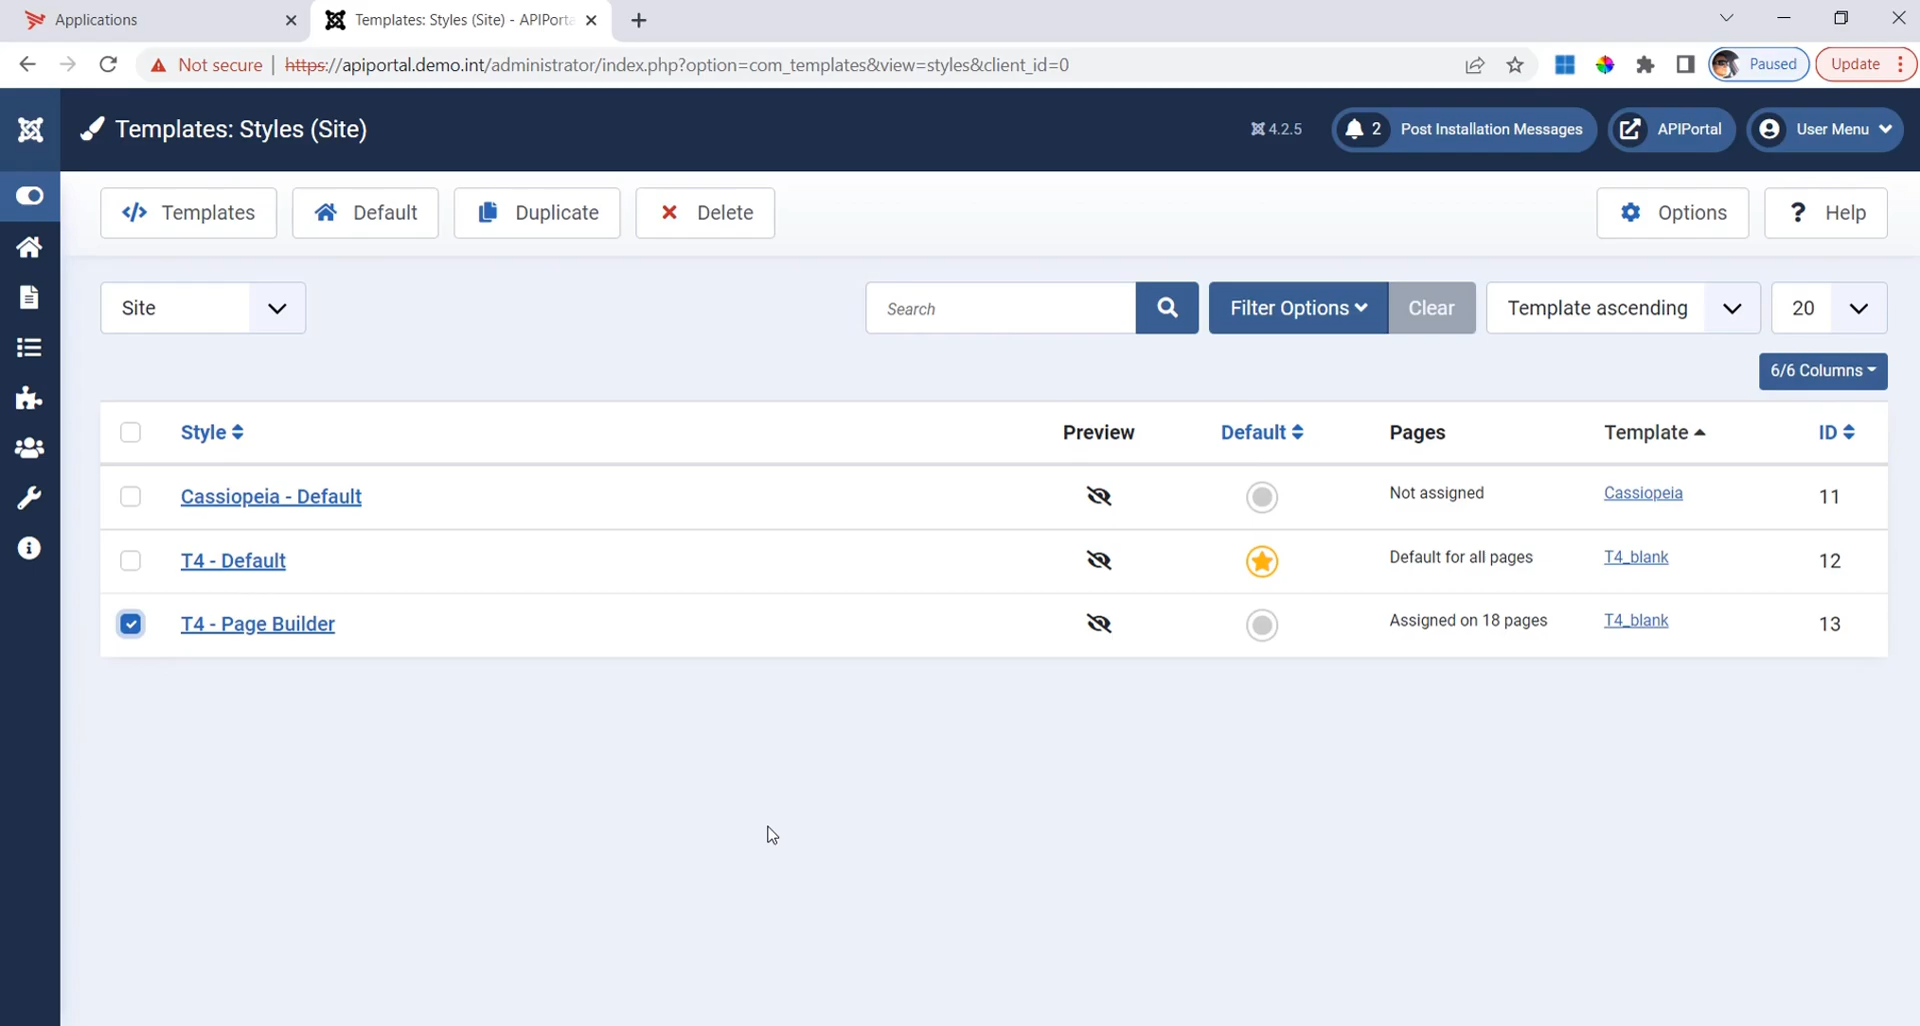 Applications
Templates: Styles (Site) - APIPorta
Not secure | https://apiportal.demo.int/administrator/index.php?option=com_templates&view=styles&client_id=0
Paused
Update
Templates: Styles (Site)
4.2.5
2 Post Installation Messages
APIPortal
User Menu
Templates
Default
Duplicate
Delete
Options
? Help
Site
Search
Filter Options
Clear
Template ascending
20
6/6 Columns
Style Preview Default Pages Template ID
Cassiopeia - Default Not assigned Cassiopeia 11
T4 - Default Default for all pages T4_blank 12
T4 - Page Builder Assigned on 18 pages T4_blank 13